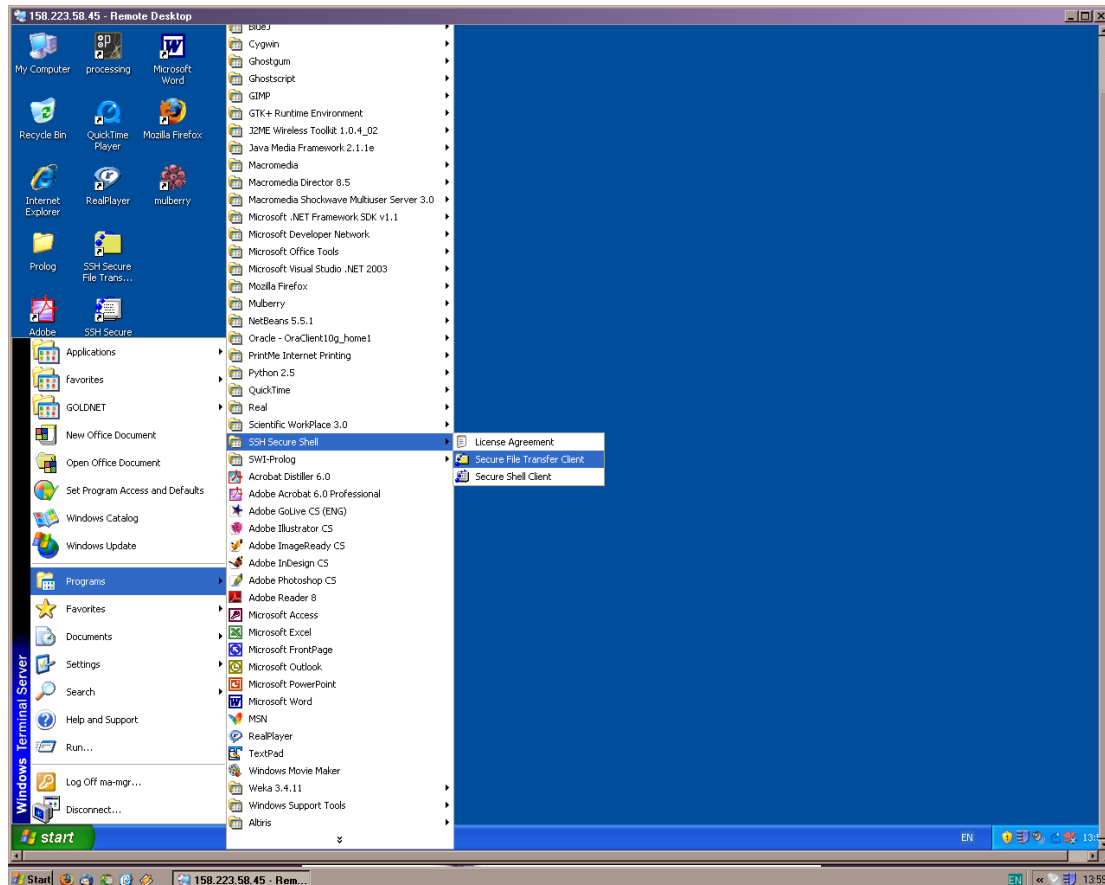 158.223.58.45 - Remote Desktop
My Computer
processing
Microsoft
Word
Recycle Bin
QuickTime
Player
Mozilla Firefox
Internet
Explorer
RealPlayer
mulberry
Prolog
SSH Secure
File Trans...
Adobe
SSH Secure
Applications
favorites
GOLDNET
New Office Document
Open Office Document
Set Program Access and Defaults
Windows Catalog
Windows Update
Programs
Favorites
Documents
Settings
Search
Help and Support
Run...
Log Off ma-mgr...
Disconnect...
Windows Terminal Server
BlueJ
Cygwin
Ghostgum
Ghostscript
GIMP
GTK+ Runtime Environment
J2ME Wireless Toolkit 1.0.4_02
Java Media Framework 2.1.1e
Macromedia
Macromedia Director 8.5
Macromedia Shockwave Multiuser Server 3.0
Microsoft .NET Framework SDK v1.1
Microsoft Developer Network
Microsoft Office Tools
Microsoft Visual Studio .NET 2003
Mozilla Firefox
Mulberry
NetBeans 5.5.1
Oracle - OraClient10g_home1
PrintMe Internet Printing
Python 2.5
QuickTime
Real
Scientific WorkPlace 3.0
SSH Secure Shell
SWI-Prolog
Acrobat Distiller 6.0
Adobe Acrobat 6.0 Professional
Adobe GoLive CS (ENG)
Adobe Illustrator CS
Adobe ImageReady CS
Adobe InDesign CS
Adobe Photoshop CS
Adobe Reader 8
Microsoft Access
Microsoft Excel
Microsoft FrontPage
Microsoft Outlook
Microsoft PowerPoint
Microsoft Word
MSN
RealPlayer
TextPad
Windows Movie Maker
Weka 3.4.11
Windows Support Tools
Altiris
License Agreement
Secure File Transfer Client
Secure Shell Client
start
EN
Start
158.223.58.45 - Rem...
EN
13:59